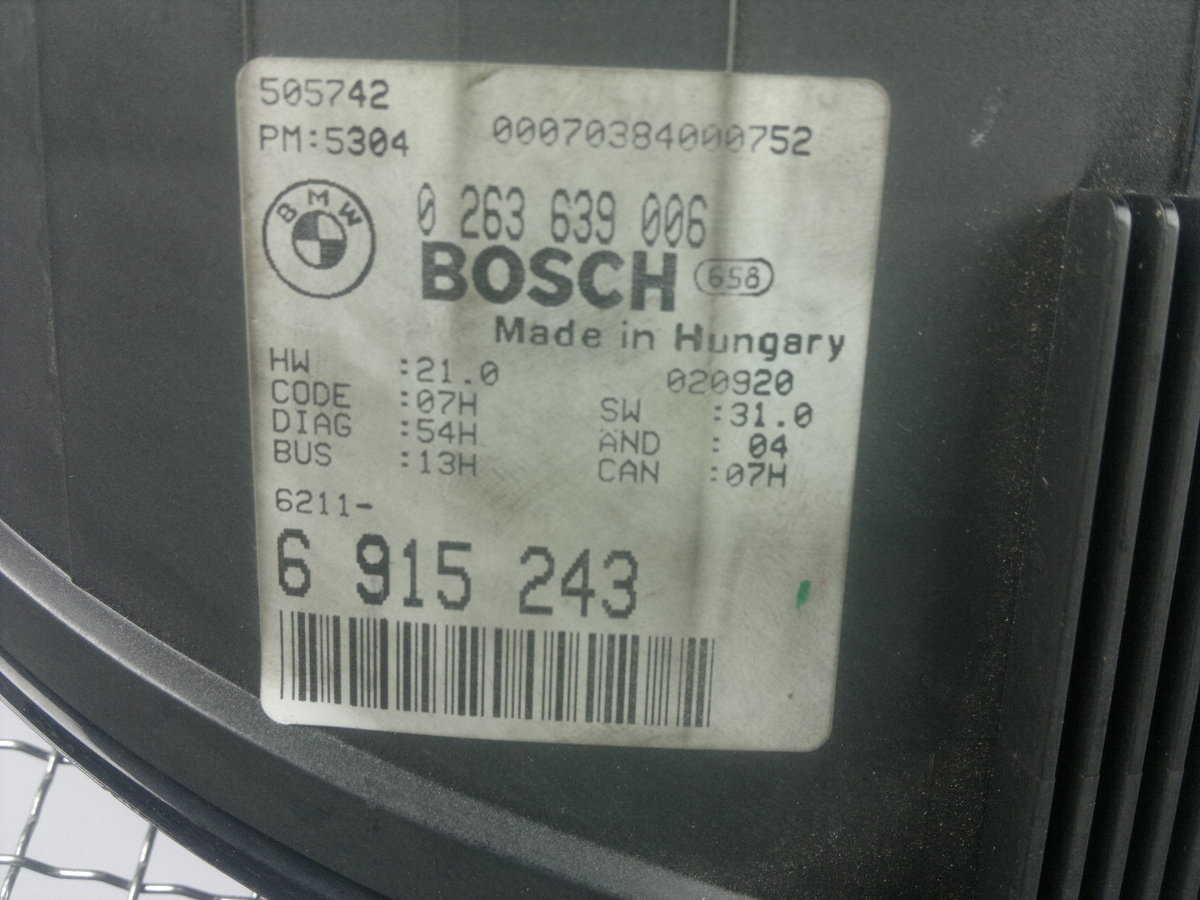 505742
PM:5304 00070384000752
BMW
0 263 639 006
BOSCH 658
Made in Hungary
HW :21.0 020920
CODE :07H SW :31.0
DIAG :54H AND : 04
BUS :13H CAN :07H
6211-
6 915 243